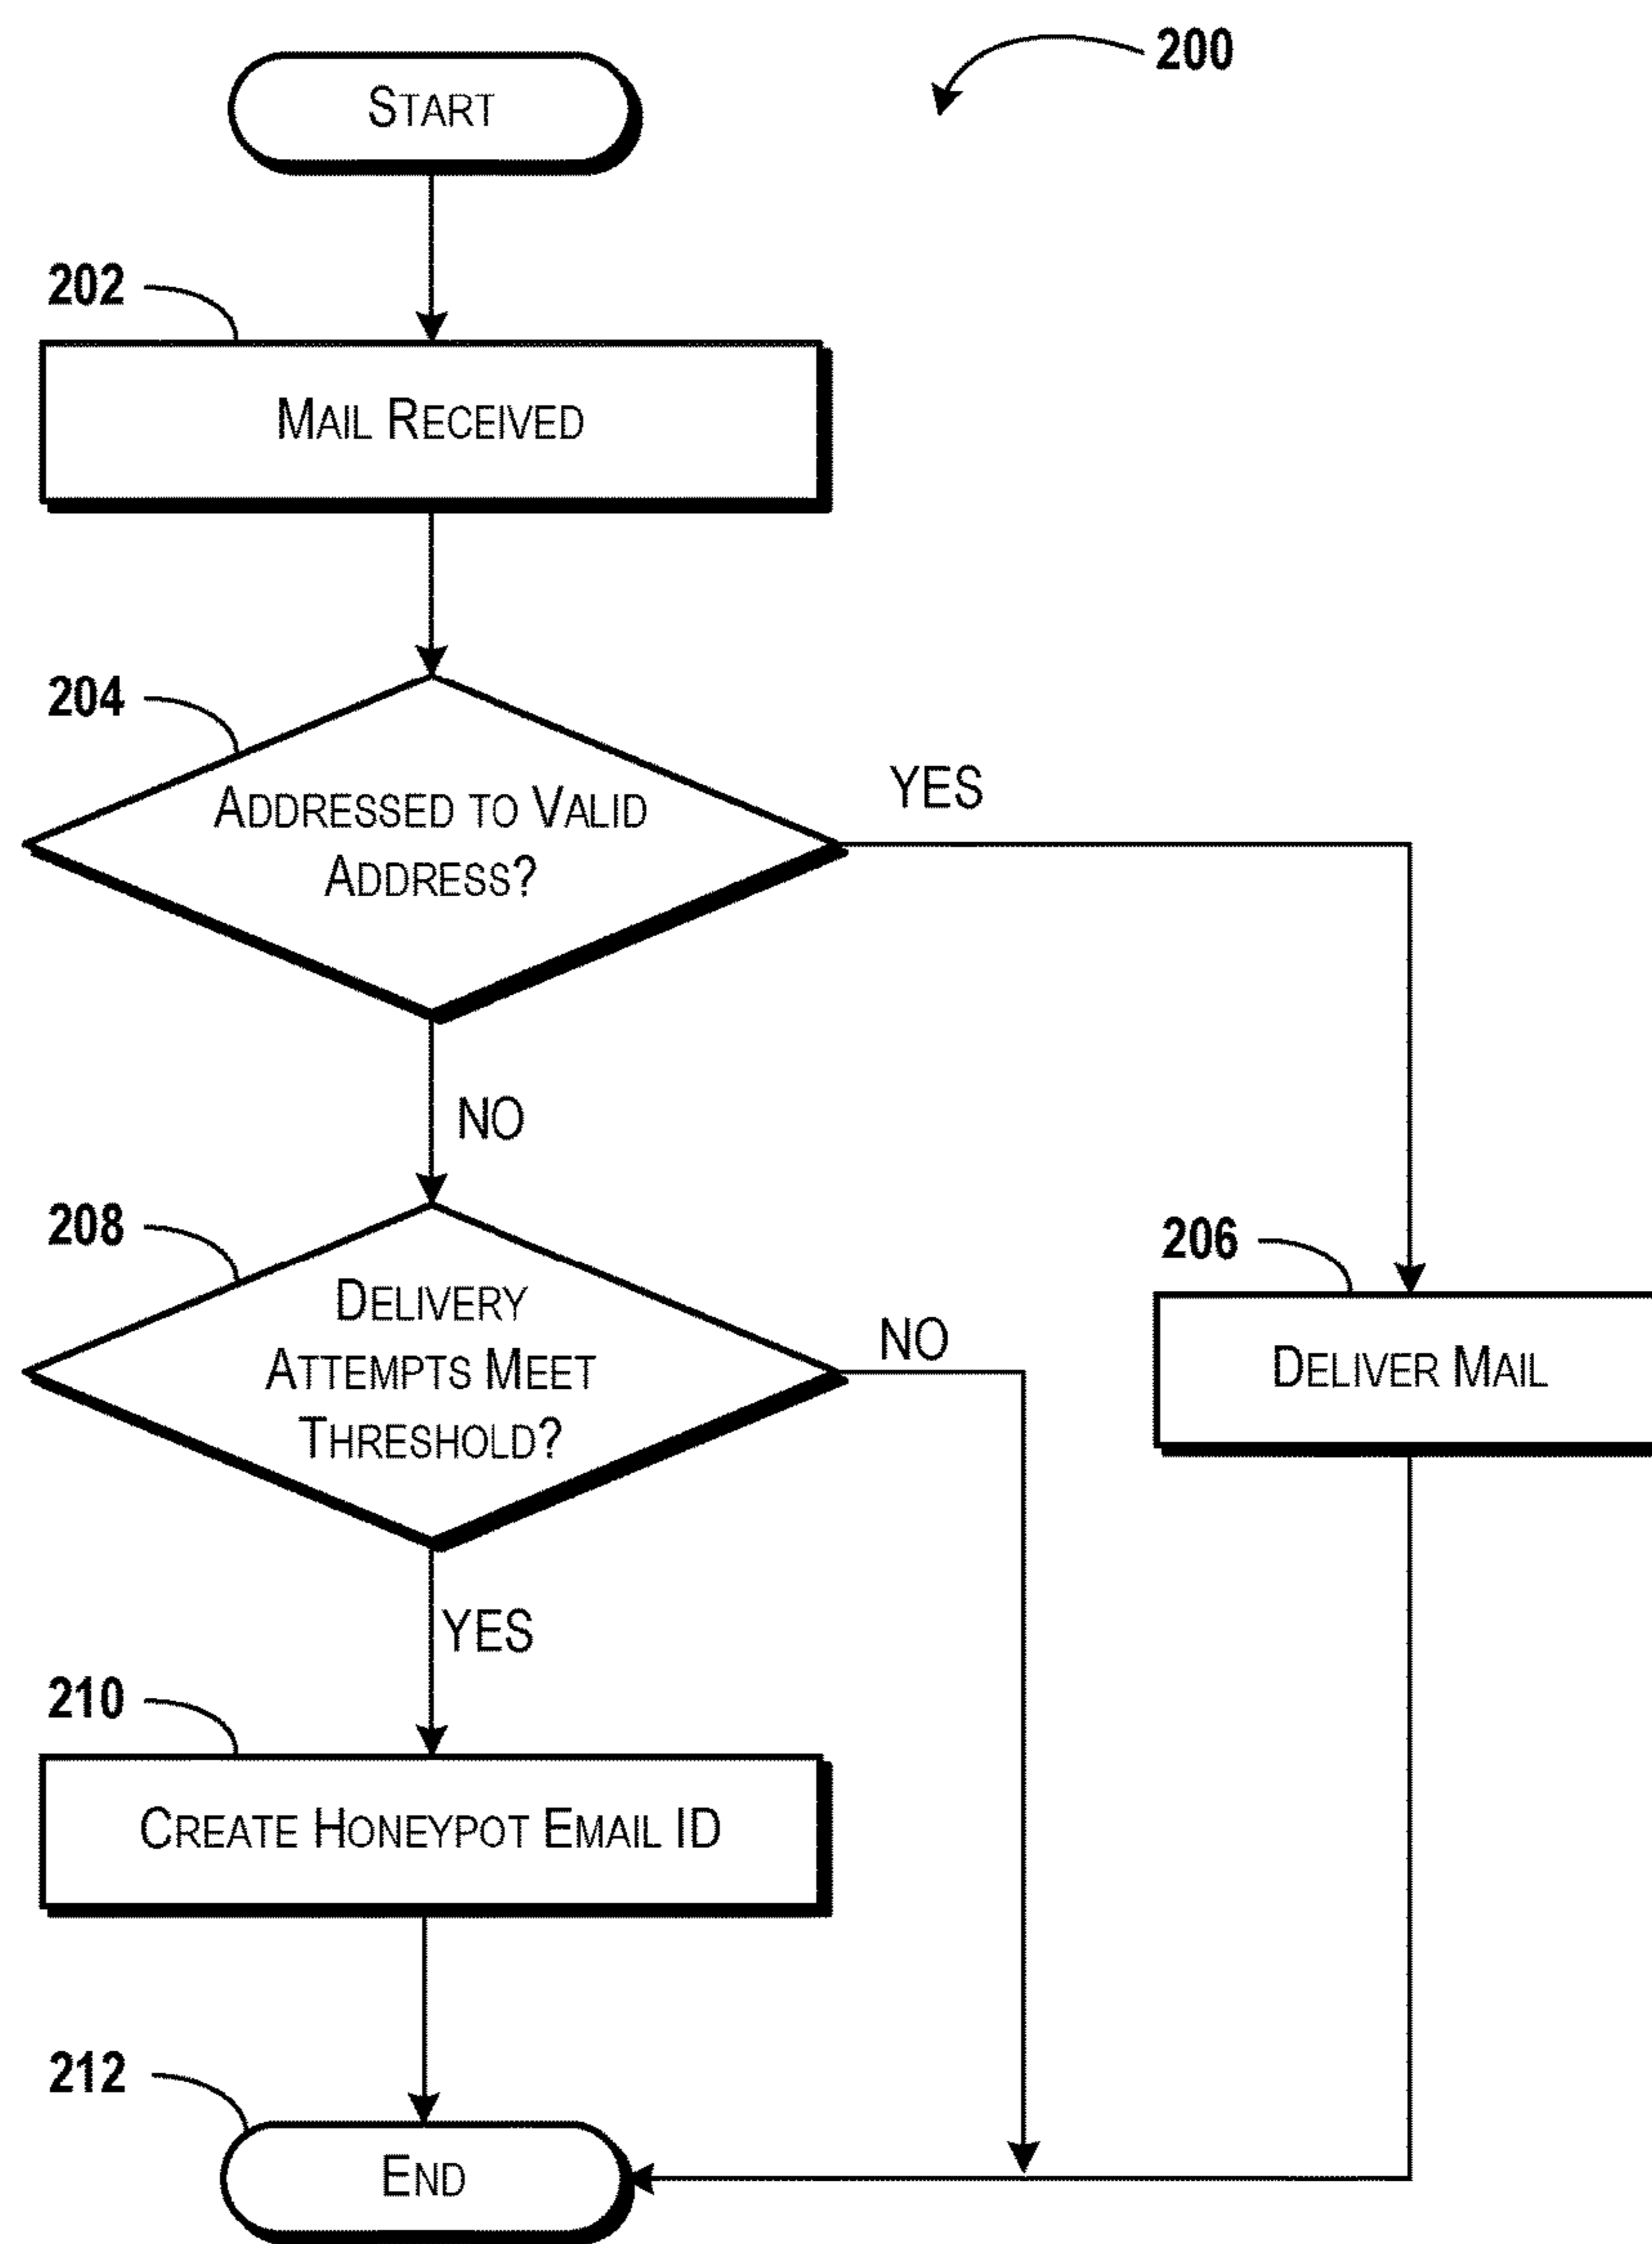 200
START
202
MAIL RECEIVED
204
ADDRESSED TO VALID
ADDRESS?
YES
NO
208
DELIVERY
ATTEMPTS MEET
THRESHOLD?
NO
206
DELIVER MAIL
YES
210
CREATE HONEYPOT EMAIL ID
212
END